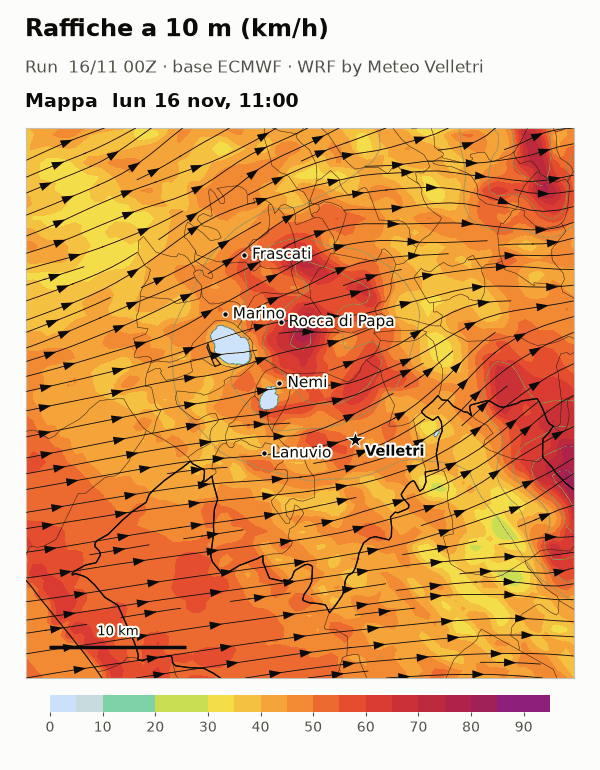 Raffiche a 10 m (km/h)
Run  16/11 00Z · base ECMWF · WRF by Meteo Velletri
Mappa  lun 16 nov, 11:00
Frascati
Marino
Rocca di Papa
Nemi
Velletri
Lanuvio
10 km
0 10 20 30 40 50 60 70 80 90